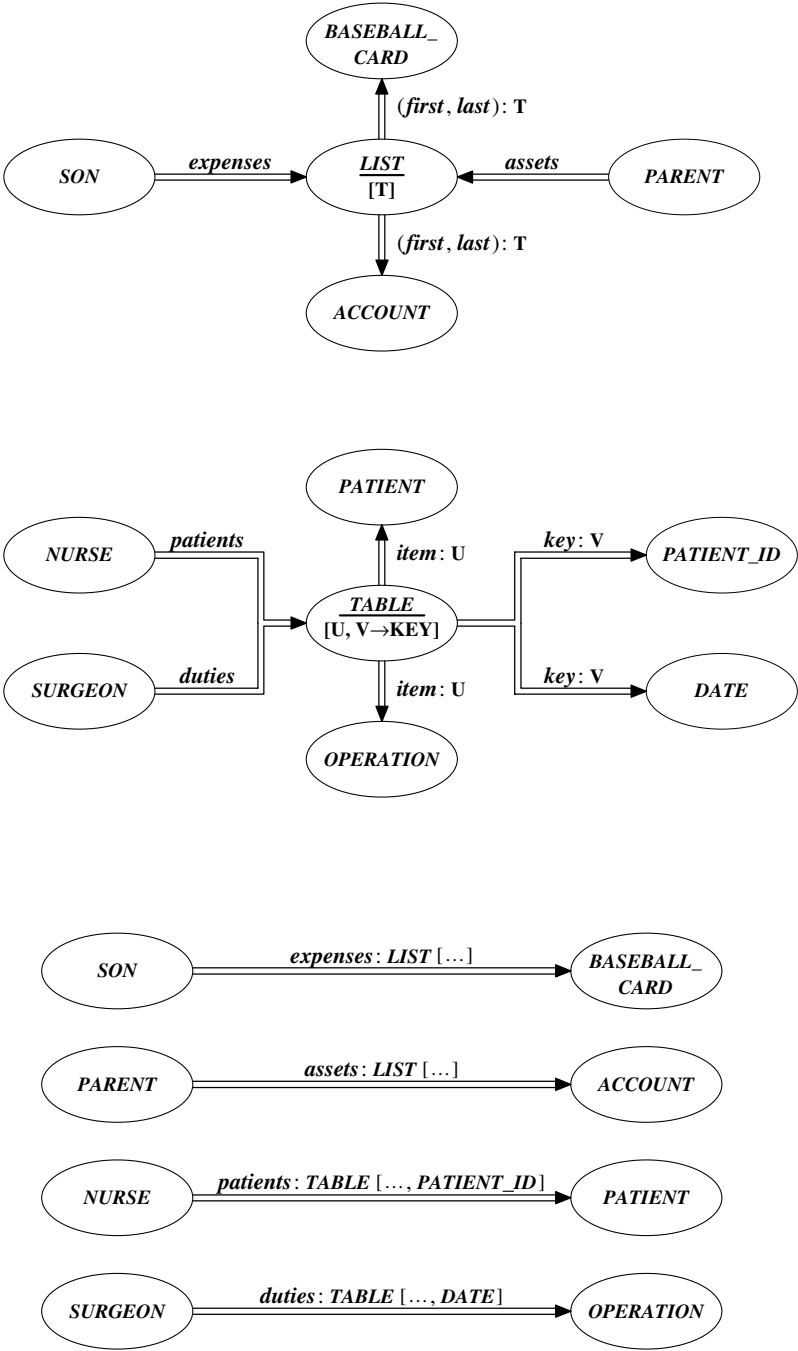 BASEBALL_
CARD
(first, last): T
SON
expenses
LIST
[T]
assets
PARENT
(first, last): T
ACCOUNT
PATIENT
NURSE
patients
item: U
key: V
PATIENT_ID
TABLE
[U, V→KEY]
SURGEON
duties
item: U
key: V
DATE
OPERATION
SON
expenses: LIST […]
BASEBALL_
CARD
PARENT
assets: LIST […]
ACCOUNT
NURSE
patients: TABLE […, PATIENT_ID]
PATIENT
SURGEON
duties: TABLE […, DATE]
OPERATION